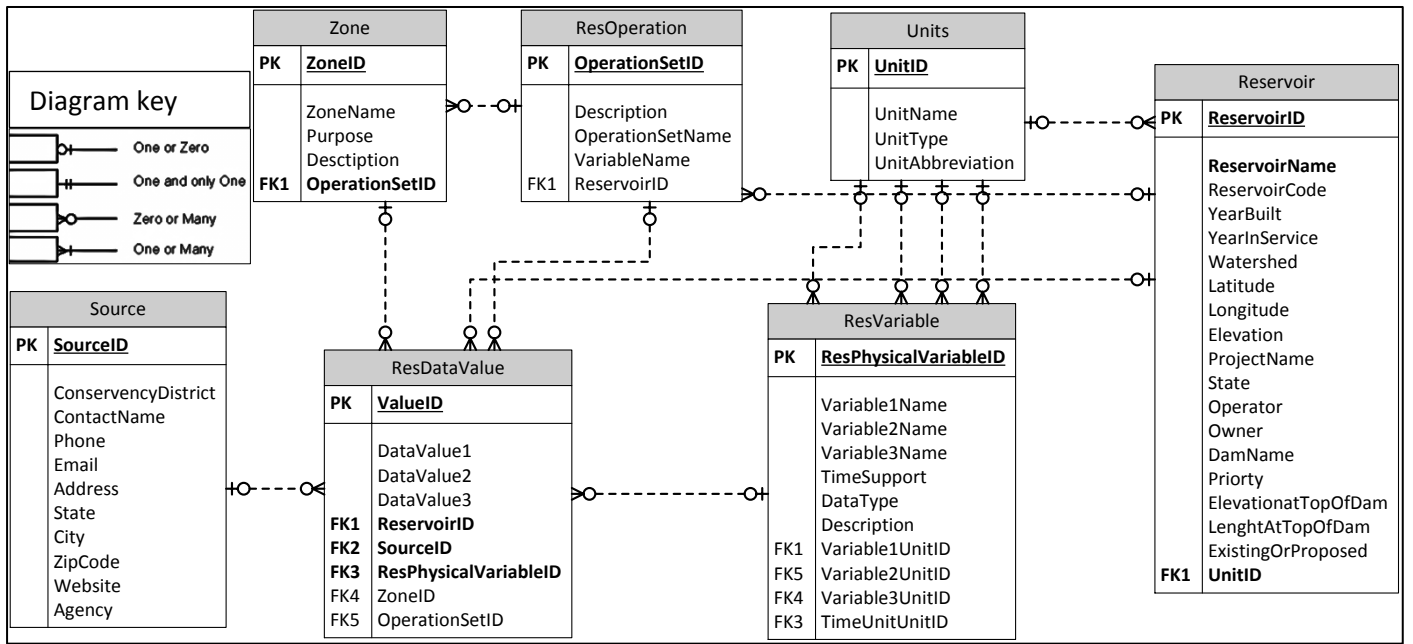 Diagram key
One or Zero
One and only One
Zero or Many
One or Many
Zone
PK ZoneID
ZoneName
Purpose
Desctiption
FK1 OperationSetID
ResOperation
PK OperationSetID
Description
OperationSetName
VariableName
FK1 ReservoirID
Units
PK UnitID
UnitName
UnitType
UnitAbbreviation
Reservoir
PK ReservoirID
ReservoirName
ReservoirCode
YearBuilt
YearInService
Watershed
Latitude
Longitude
Elevation
ProjectName
State
Operator
Owner
DamName
Priorty
ElevationatTopOfDam
LenghtAtTopOfDam
ExistingOrProposed
FK1 UnitID
Source
PK SourceID
ConservencyDistrict
ContactName
Phone
Email
Address
State
City
ZipCode
Website
Agency
ResDataValue
PK ValueID
DataValue1
DataValue2
DataValue3
FK1 ReservoirID
FK2 SourceID
FK3 ResPhysicalVariableID
FK4 ZoneID
FK5 OperationSetID
ResVariable
PK ResPhysicalVariableID
Variable1Name
Variable2Name
Variable3Name
TimeSupport
DataType
Description
FK1 Variable1UnitID
FK5 Variable2UnitID
FK4 Variable3UnitID
FK3 TimeUnitUnitID